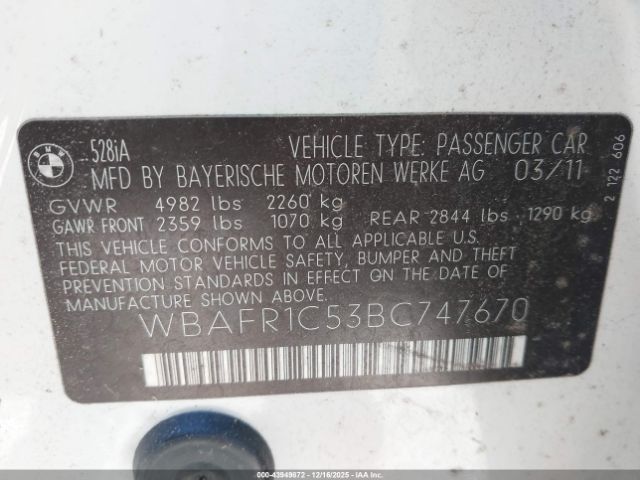 BMW
528iA VEHICLE TYPE: PASSENGER CAR
MFD BY BAYERISCHE MOTOREN WERKE AG 03/11
GVWR 4982 lbs 2260 kg
GAWR FRONT 2359 lbs 1070 kg REAR 2844 lbs 1290 kg
THIS VEHICLE CONFORMS TO ALL APPLICABLE U.S.
FEDERAL MOTOR VEHICLE SAFETY, BUMPER AND THEFT
PREVENTION STANDARDS IN EFFECT ON THE DATE OF
MANUFACTURE SHOWN ABOVE.
WBAFR1C53BC747670
2 122 606
000-43949672 - 12/16/2025 - IAA Inc.